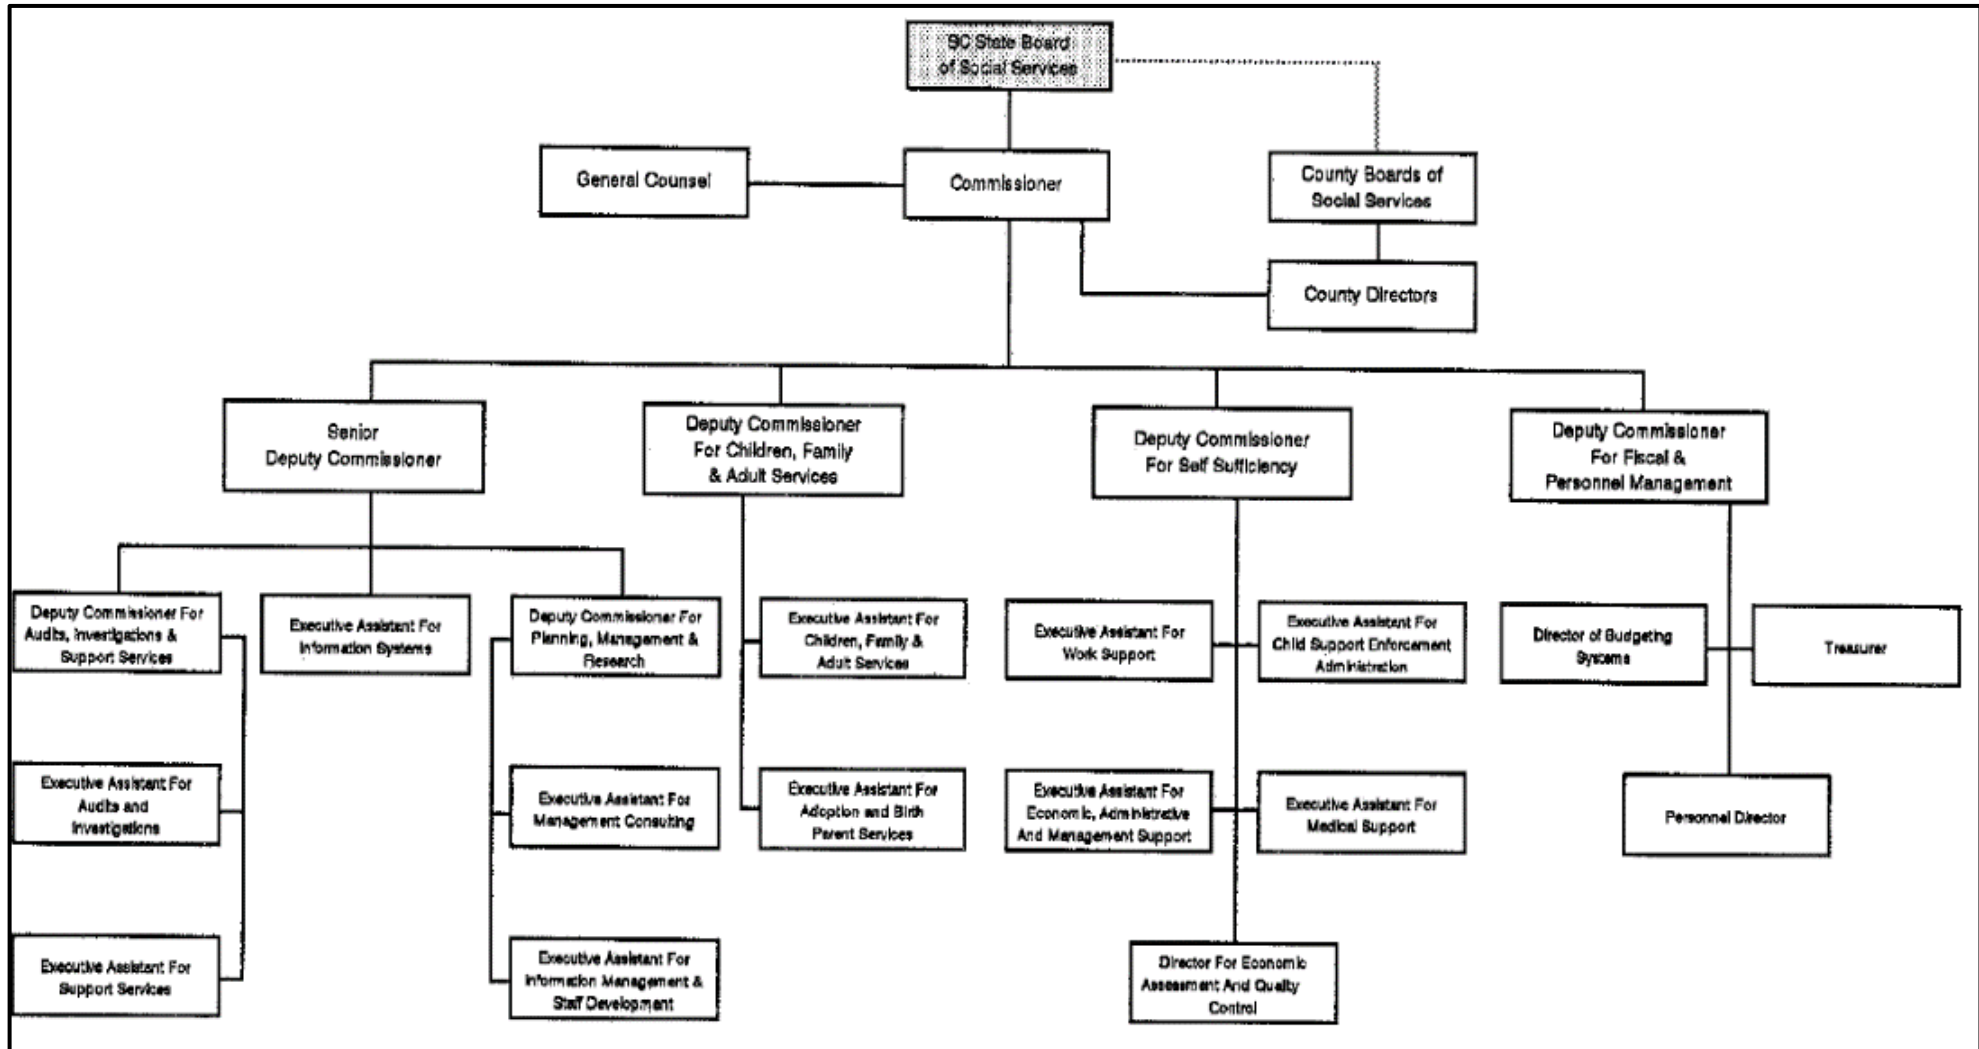 SC State Board
of Social Services
General Counsel
Commissioner
County Boards of
Social Services
County Directors
Senior
Deputy Commissioner
Deputy Commissioner
For Children, Family
& Adult Services
Deputy Commissioner
For Self Sufficiency
Deputy Commissioner
For Fiscal &
Personnel Management
Deputy Commissioner For
Audits, Investigations &
Support Services
Executive Assistant For
Information Systems
Deputy Commissioner For
Planning, Management &
Research
Executive Assistant For
Children, Family &
Adult Services
Executive Assistant For
Work Support
Executive Assistant For
Child Support Enforcement
Administration
Director of Budgeting
Systems
Treasurer
Executive Assistant For
Audits and
Investigations
Executive Assistant For
Management Consulting
Executive Assistant For
Adoption and Birth
Parent Services
Executive Assistant For
Economic, Administrative
And Management Support
Executive Assistant For
Medical Support
Personnel Director
Executive Assistant For
Support Services
Executive Assistant For
Information Management &
Staff Development
Director For Economic
Assessment And Quality
Control